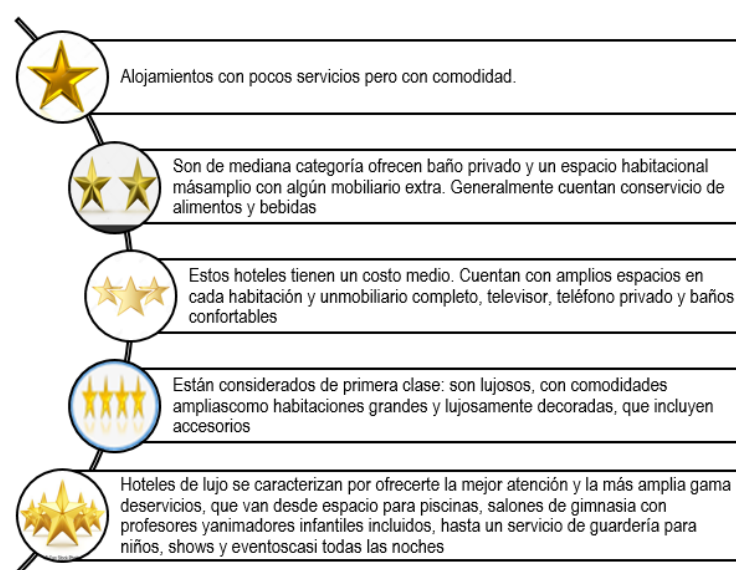 Alojamientos con pocos servicios pero con comodidad.
Son de mediana categoría ofrecen baño privado y un espacio habitacional
másamplio con algún mobiliario extra. Generalmente cuentan conservicio de
alimentos y bebidas
Estos hoteles tienen un costo medio. Cuentan con amplios espacios en
cada habitación y unmobiliario completo, televisor, teléfono privado y baños
confortables
Están considerados de primera clase: son lujosos, con comodidades
ampliascomo habitaciones grandes y lujosamente decoradas, que incluyen
accesorios
Hoteles de lujo se caracterizan por ofrecerte la mejor atención y la más amplia gama
deservicios, que van desde espacio para piscinas, salones de gimnasia con
profesores yanimadores infantiles incluidos, hasta un servicio de guardería para
niños, shows y eventoscasi todas las noches